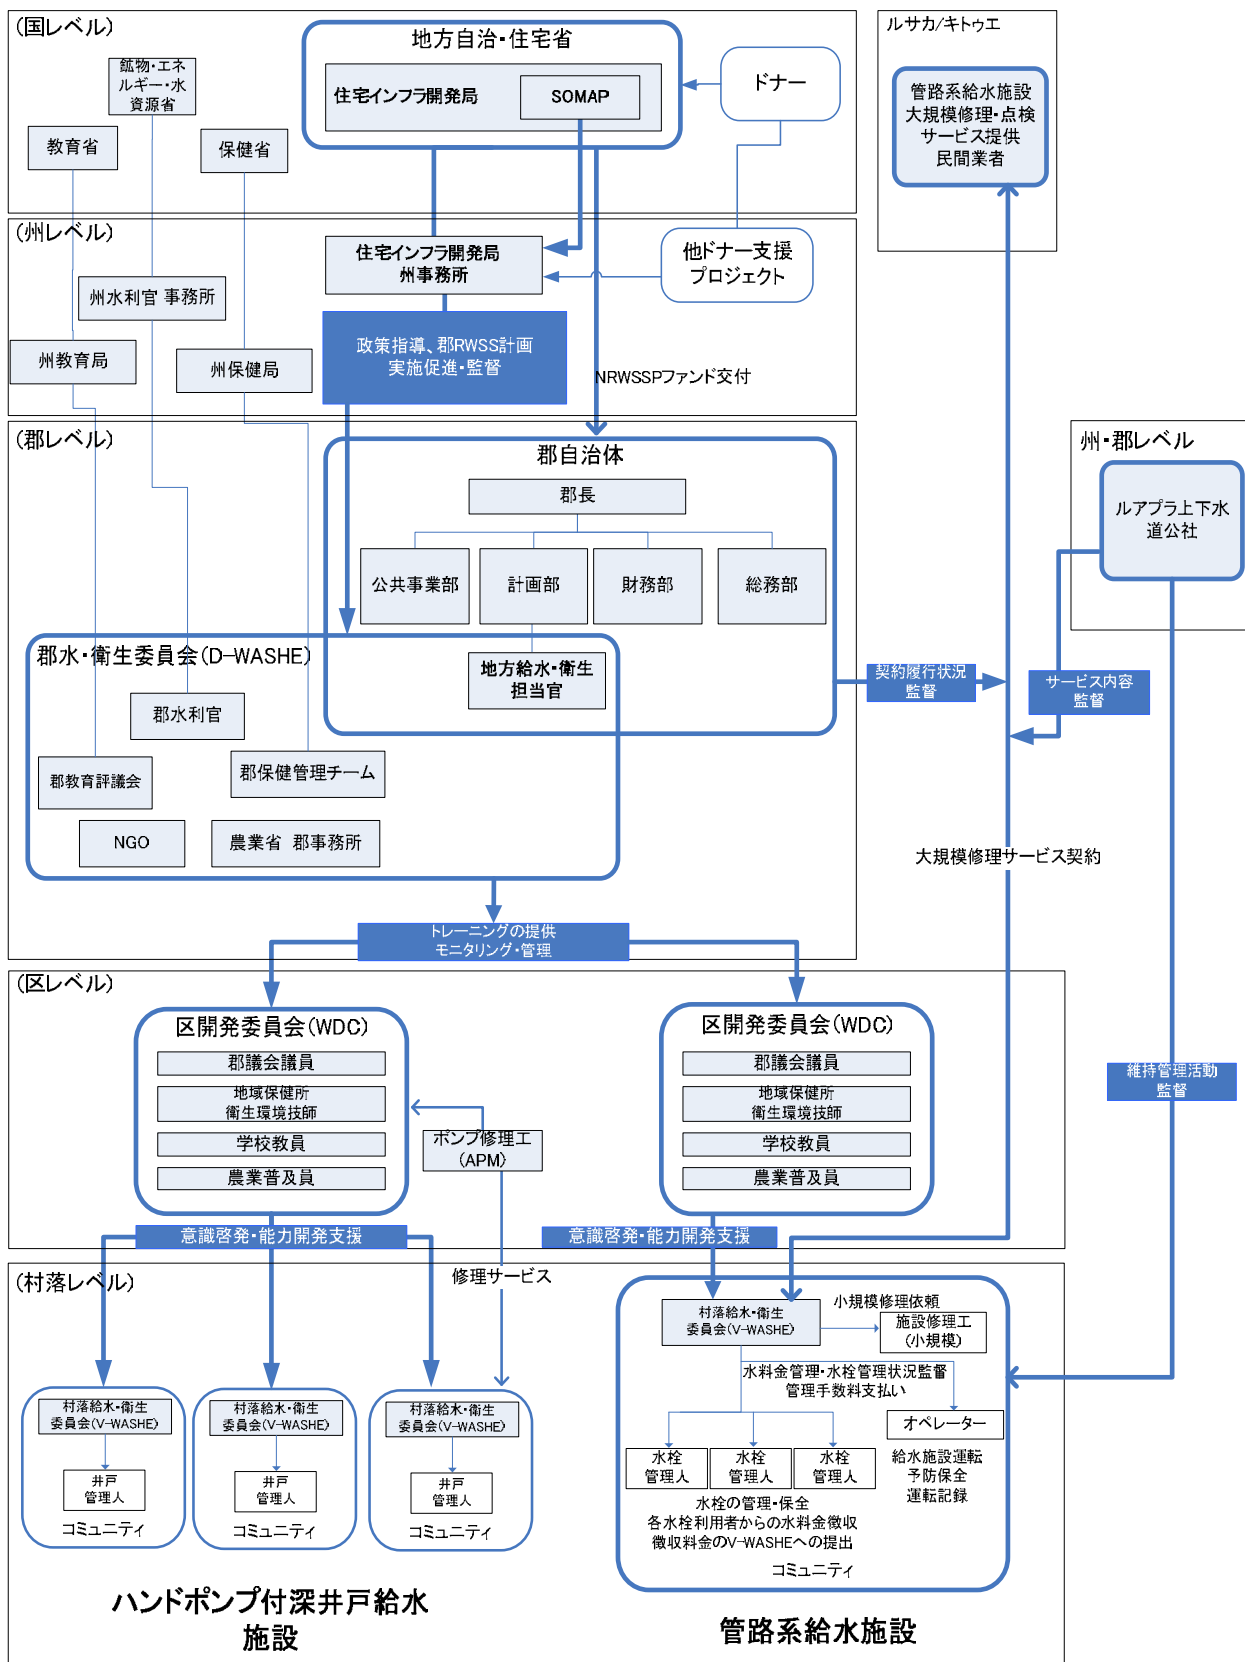 (国レベル)
地方自治・住宅省
住宅インフラ開発局
SOMAP
ドナー
鉱物・エネ
ルギー・水
資源省
教育省
保健省
ルサカ/キトゥエ
管路系給水施設
大規模修理・点検
サービス提供
民間業者
(州レベル)
住宅インフラ開発局
州事務所
他ドナー支援
プロジェクト
州水利官 事務所
州教育局
州保健局
政策指導、郡RWSS計画
実施促進・監督
NRWSSPファンド交付
(郡レベル)
郡自治体
郡長
公共事業部
計画部
財務部
総務部
地方給水・衛生
担当官
郡水・衛生委員会(D-WASHE)
郡水利官
郡教育評議会
郡保健管理チーム
NGO
農業省 郡事務所
州・郡レベル
ルアプラ上下水
道公社
契約履行状況
監督
サービス内容
監督
大規模修理サービス契約
トレーニングの提供
モニタリング・管理
(区レベル)
区開発委員会(WDC)
郡議会議員
地域保健所
衛生環境技師
学校教員
農業普及員
ポンプ修理工
(APM)
区開発委員会(WDC)
郡議会議員
地域保健所
衛生環境技師
学校教員
農業普及員
維持管理活動
監督
意識啓発・能力開発支援
意識啓発・能力開発支援
(村落レベル)
修理サービス
村落給水・衛生
委員会(V-WASHE)
井戸
管理人
コミュニティ
村落給水・衛生
委員会(V-WASHE)
井戸
管理人
コミュニティ
村落給水・衛生
委員会(V-WASHE)
井戸
管理人
コミュニティ
村落給水・衛生
委員会(V-WASHE)
小規模修理依頼
施設修理工
(小規模)
水料金管理・水栓管理状況監督
管理手数料支払い
オペレーター
給水施設運転
予防保全
運転記録
水栓
管理人
水栓
管理人
水栓
管理人
水栓の管理・保全
各水栓利用者からの水料金徴収
徴収料金のV-WASHEへの提出
コミュニティ
ハンドポンプ付深井戸給水
施設
管路系給水施設